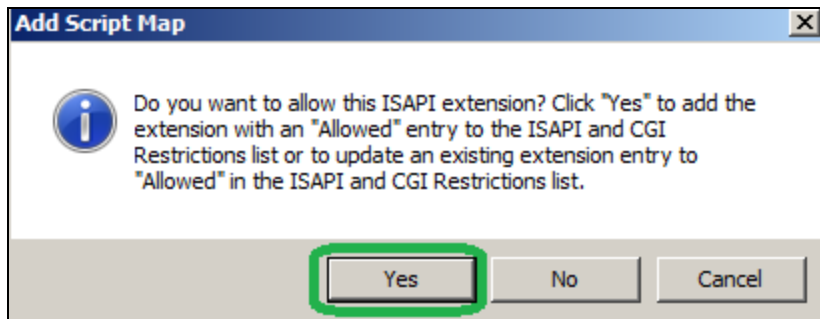 Add Script Map
Do you want to allow this ISAPI extension? Click "Yes" to add the
extension with an "Allowed" entry to the ISAPI and CGI
Restrictions list or to update an existing extension entry to
"Allowed" in the ISAPI and CGI Restrictions list.
Yes No Cancel